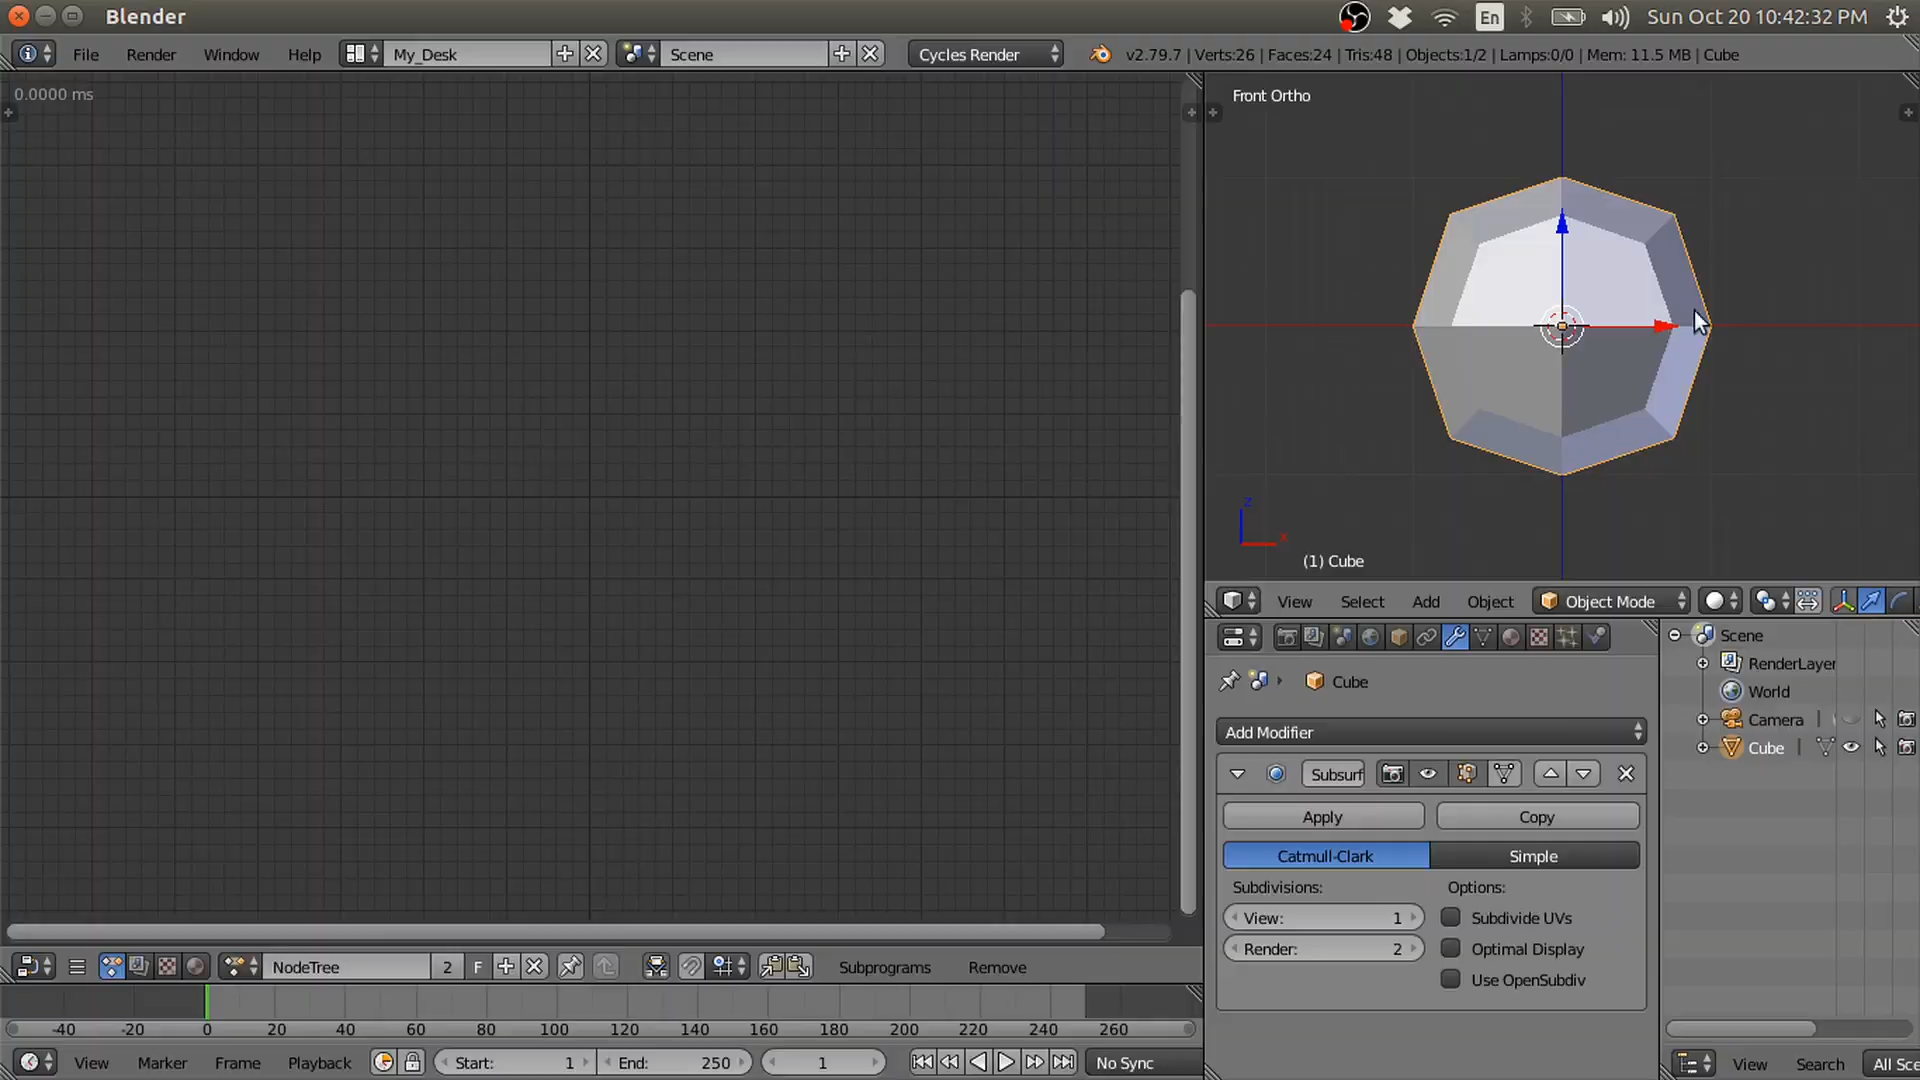 Blender
En
Sun Oct 20 10:42:32 PM
File
Render
Window
Help
My_Desk
Scene
Cycles Render
v2.79.7 | Verts:26 | Faces:24 | Tris:48 | Objects:1/2 | Lamps:0/0 | Mem: 11.5 MB | Cube
0.0000 ms
Front Ortho
z
x
(1) Cube
View
Select
Add
Object
Object Mode
Cube
Add Modifier
Subsurf
Apply
Copy
Catmull-Clark
Simple
Subdivisions:
Options:
View: 1
Subdivide UVs
Render: 2
Optimal Display
Use OpenSubdiv
Scene
RenderLayer
World
Camera
Cube
NodeTree
2
F
Subprograms
Remove
-40 -20 0 20 40 60 80 100 120 140 160 180 200 220 240 260
View
Marker
Frame
Playback
Start: 1
End: 250
1
No Sync
View
Search
All Sce